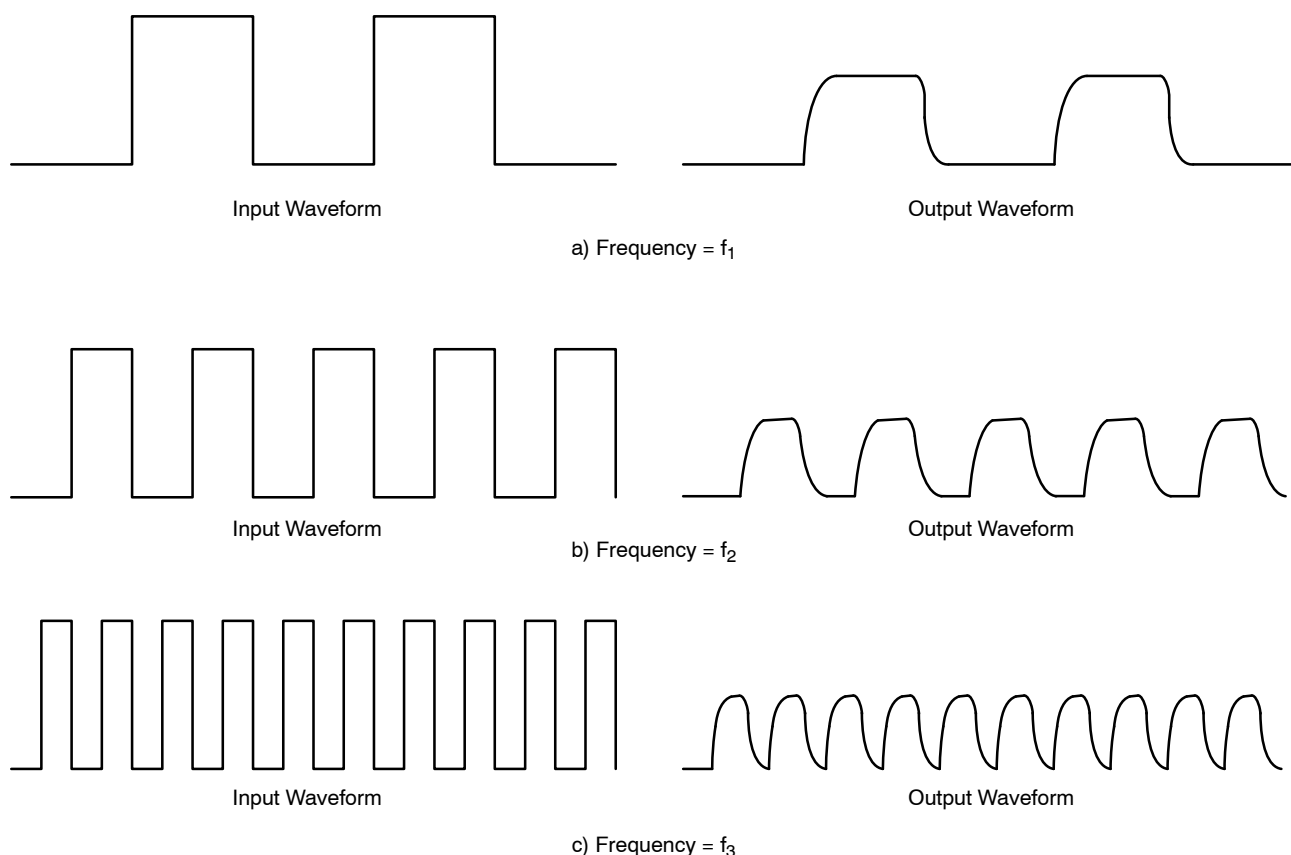 Input Waveform
Output Waveform
a) Frequency = f₁
Input Waveform
Output Waveform
b) Frequency = f₂
Input Waveform
Output Waveform
c) Frequency = f₃